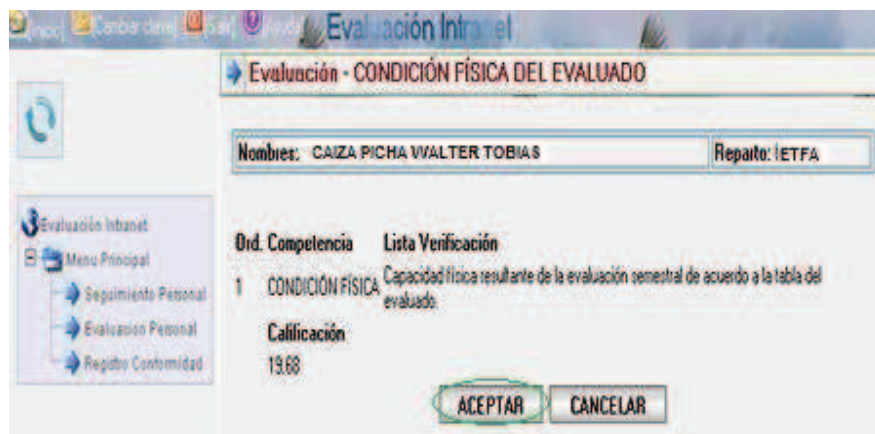 [Inicio] [Cambiar clave] [Salir] Ayuda
Evaluación Intranet
Evaluación - CONDICIÓN FÍSICA DEL EVALUADO
Nombres: CAIZA PICHA WALTER TOBIAS Reparto: ETFA
Evaluación Intranet
Menu Principal
Seguimiento Personal
Evaluacion Personal
Registro Conformidad
Ord. Competencia Lista Verificación
1 CONDICIÓN FÍSICA Capacidad física resultante de la evaluación semestral de acuerdo a la tabla del
evaluado.
Calificación
19.68
ACEPTAR CANCELAR